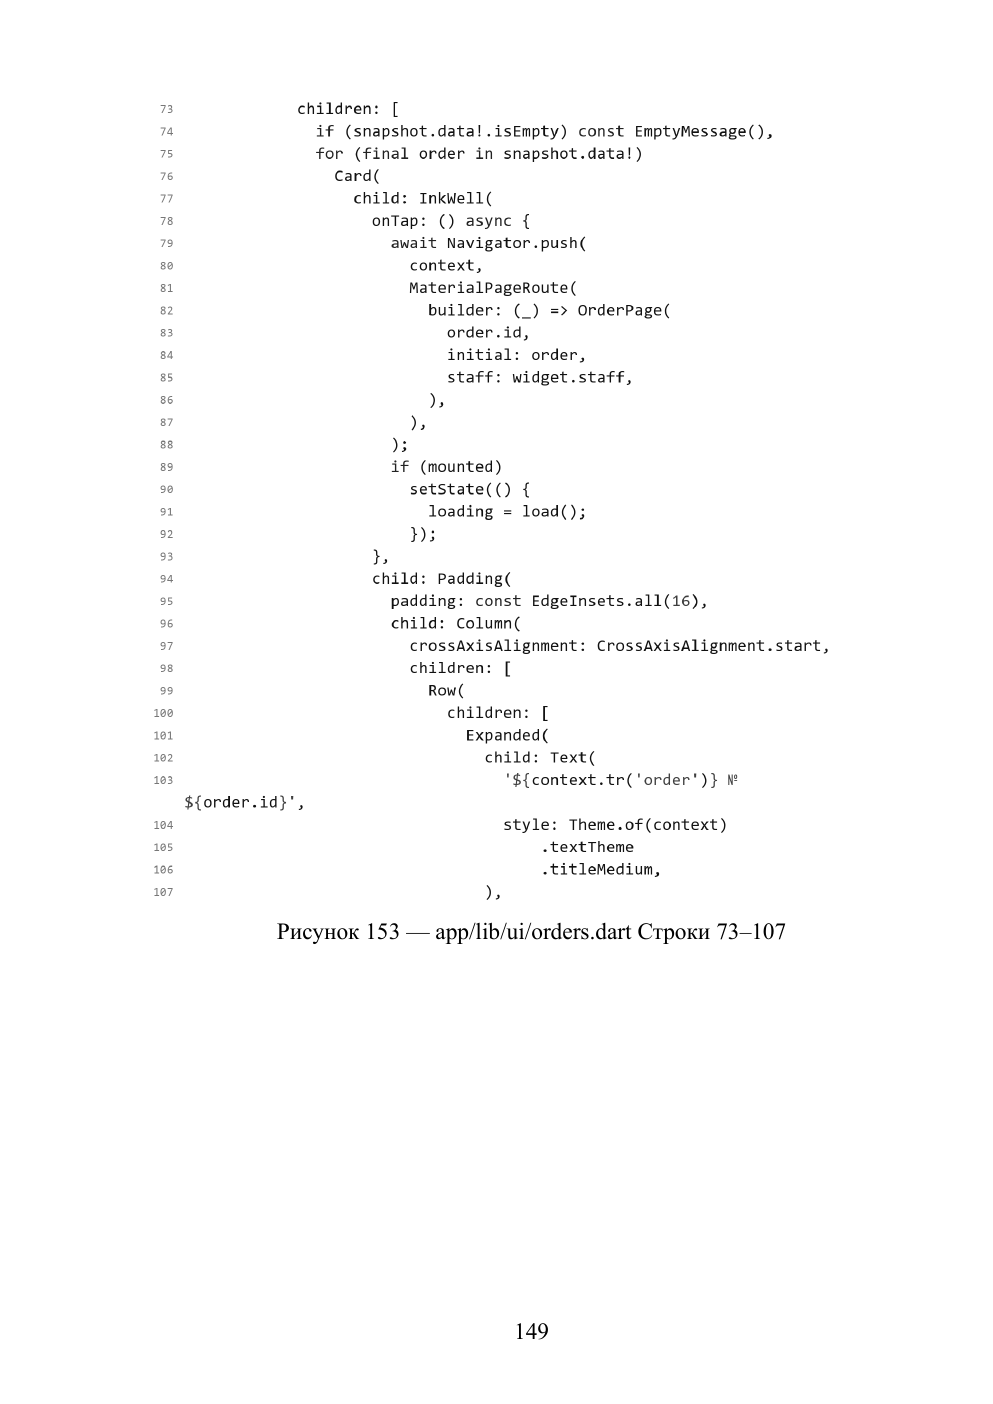 73 children: [
74 if (snapshot.data!.isEmpty) const EmptyMessage(),
75 for (final order in snapshot.data!)
76 Card(
77 child: InkWell(
78 onTap: () async {
79 await Navigator.push(
80 context,
81 MaterialPageRoute(
82 builder: (_) => OrderPage(
83 order.id,
84 initial: order,
85 staff: widget.staff,
86 ),
87 ),
88 );
89 if (mounted)
90 setState(() {
91 loading = load();
92 });
93 },
94 child: Padding(
95 padding: const EdgeInsets.all(16),
96 child: Column(
97 crossAxisAlignment: CrossAxisAlignment.start,
98 children: [
99 Row(
100 children: [
101 Expanded(
102 child: Text(
103 '${context.tr('order')} №
${order.id}',
104 style: Theme.of(context)
105 .textTheme
106 .titleMedium,
107 ),
Рисунок 153 — app/lib/ui/orders.dart Строки 73–107
149